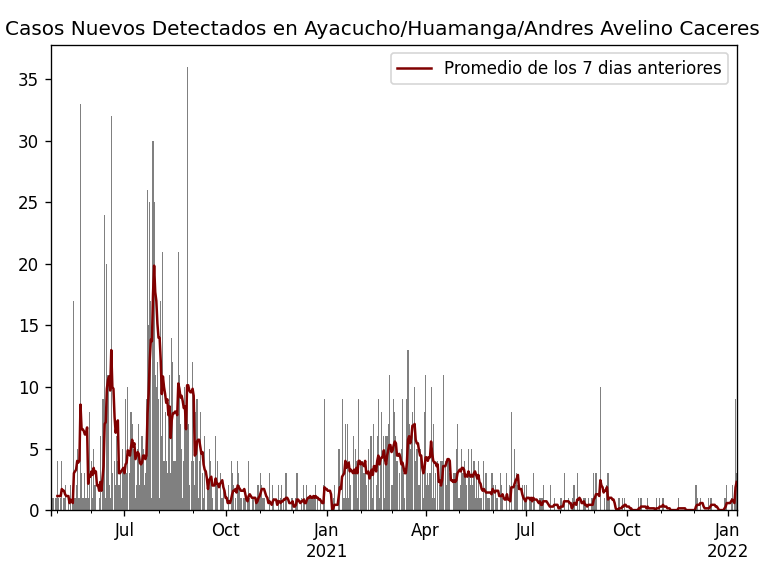 Casos Nuevos Detectados en Ayacucho/Huamanga/Andres Avelino Caceres
Promedio de los 7 dias anteriores
35
30
25
20
15
10
5
0
Jul
Oct
Jan
2021
Apr
Jul
Oct
Jan
2022